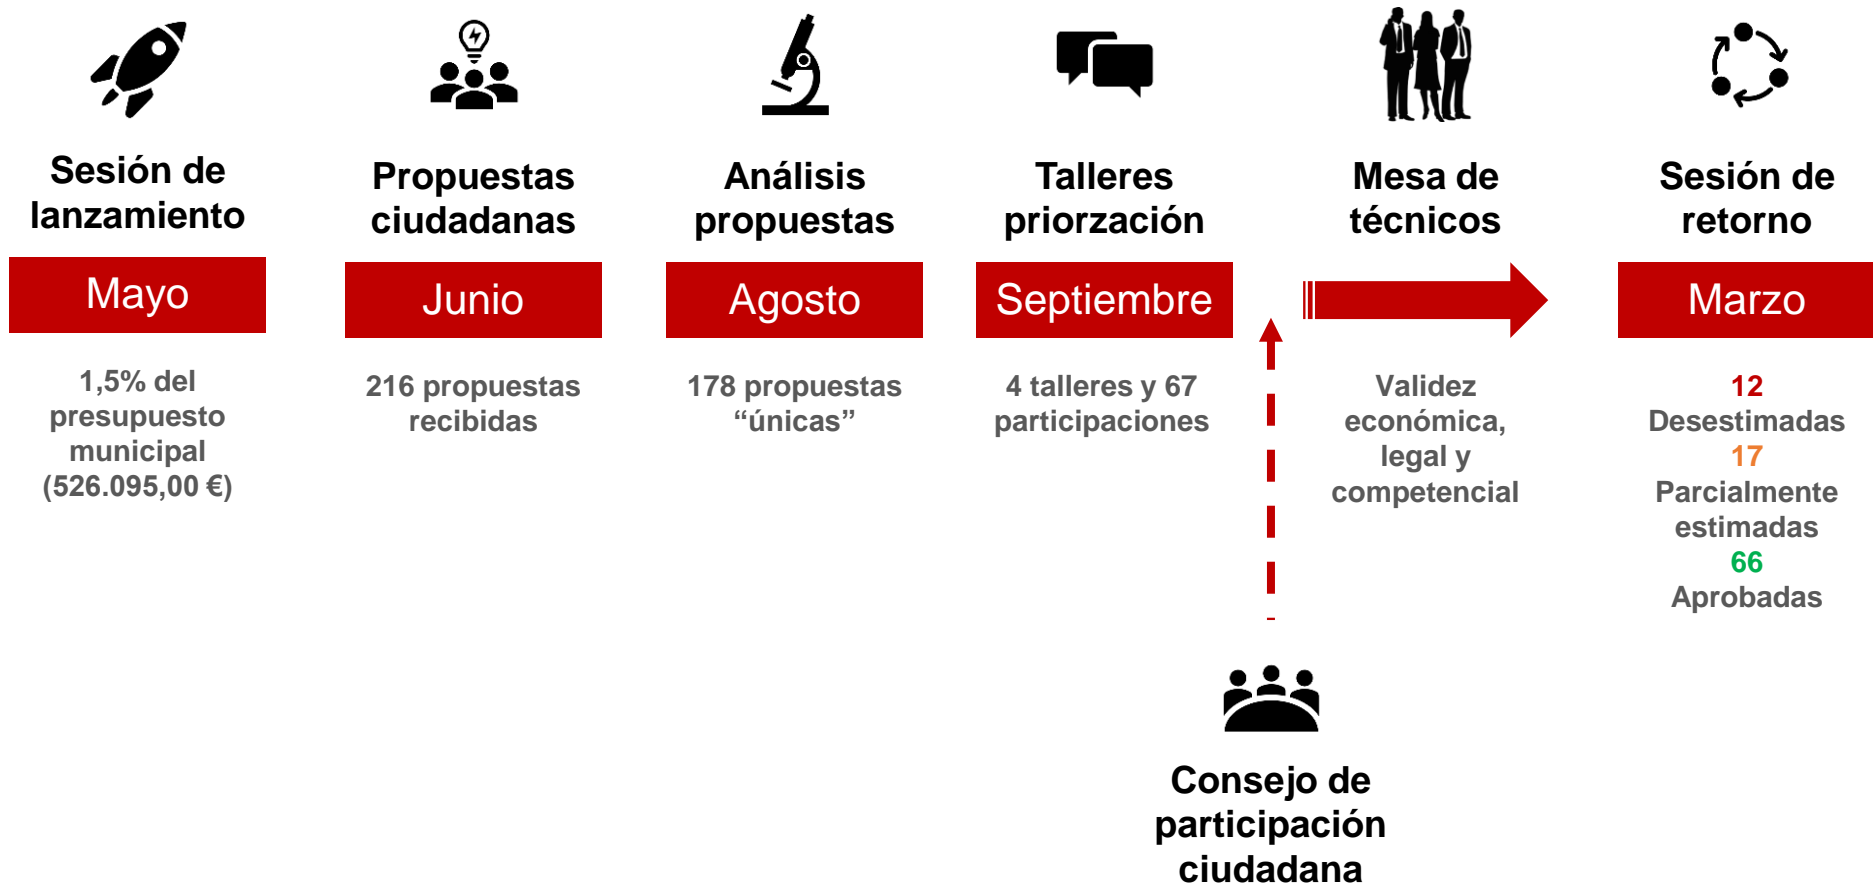 Sesión de
lanzamiento
Mayo
1,5% del
presupuesto
municipal
(526.095,00 €)
Propuestas
ciudadanas
Junio
216 propuestas
recibidas
Análisis
propuestas
Agosto
178 propuestas
“únicas”
Talleres
priorzación
Septiembre
4 talleres y 67
participaciones
Consejo de
participación
ciudadana
Mesa de
técnicos
Validez
económica,
legal y
competencial
Sesión de
retorno
Marzo
12
Desestimadas
17
Parcialmente
estimadas
66
Aprobadas